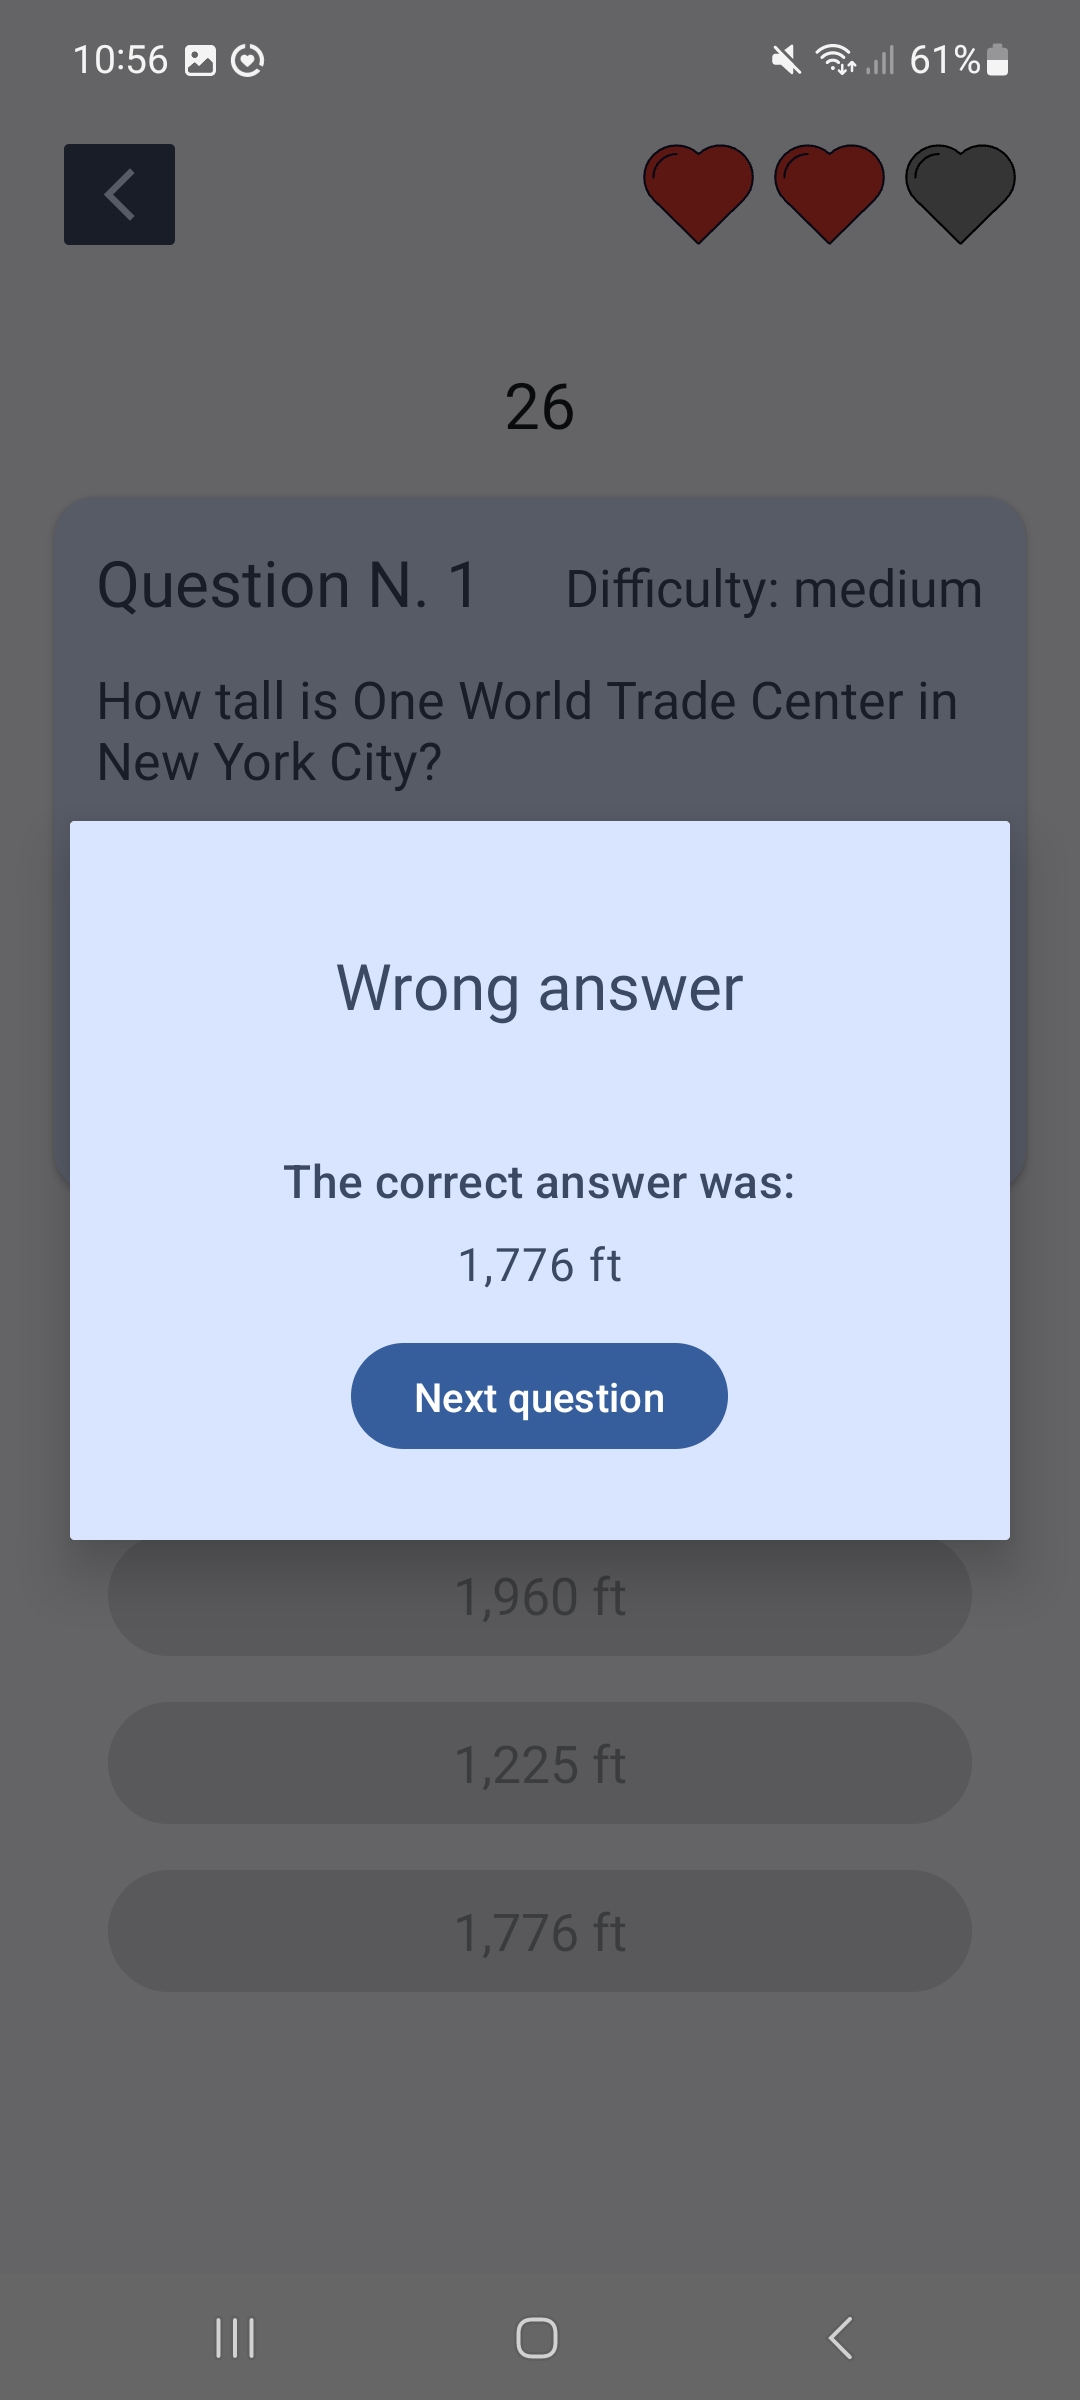 10:56 61%
26
Question N. 1 Difficulty: medium
How tall is One World Trade Center in
New York City?
Wrong answer
The correct answer was:
1,776 ft
Next question
1,960 ft
1,225 ft
1,776 ft